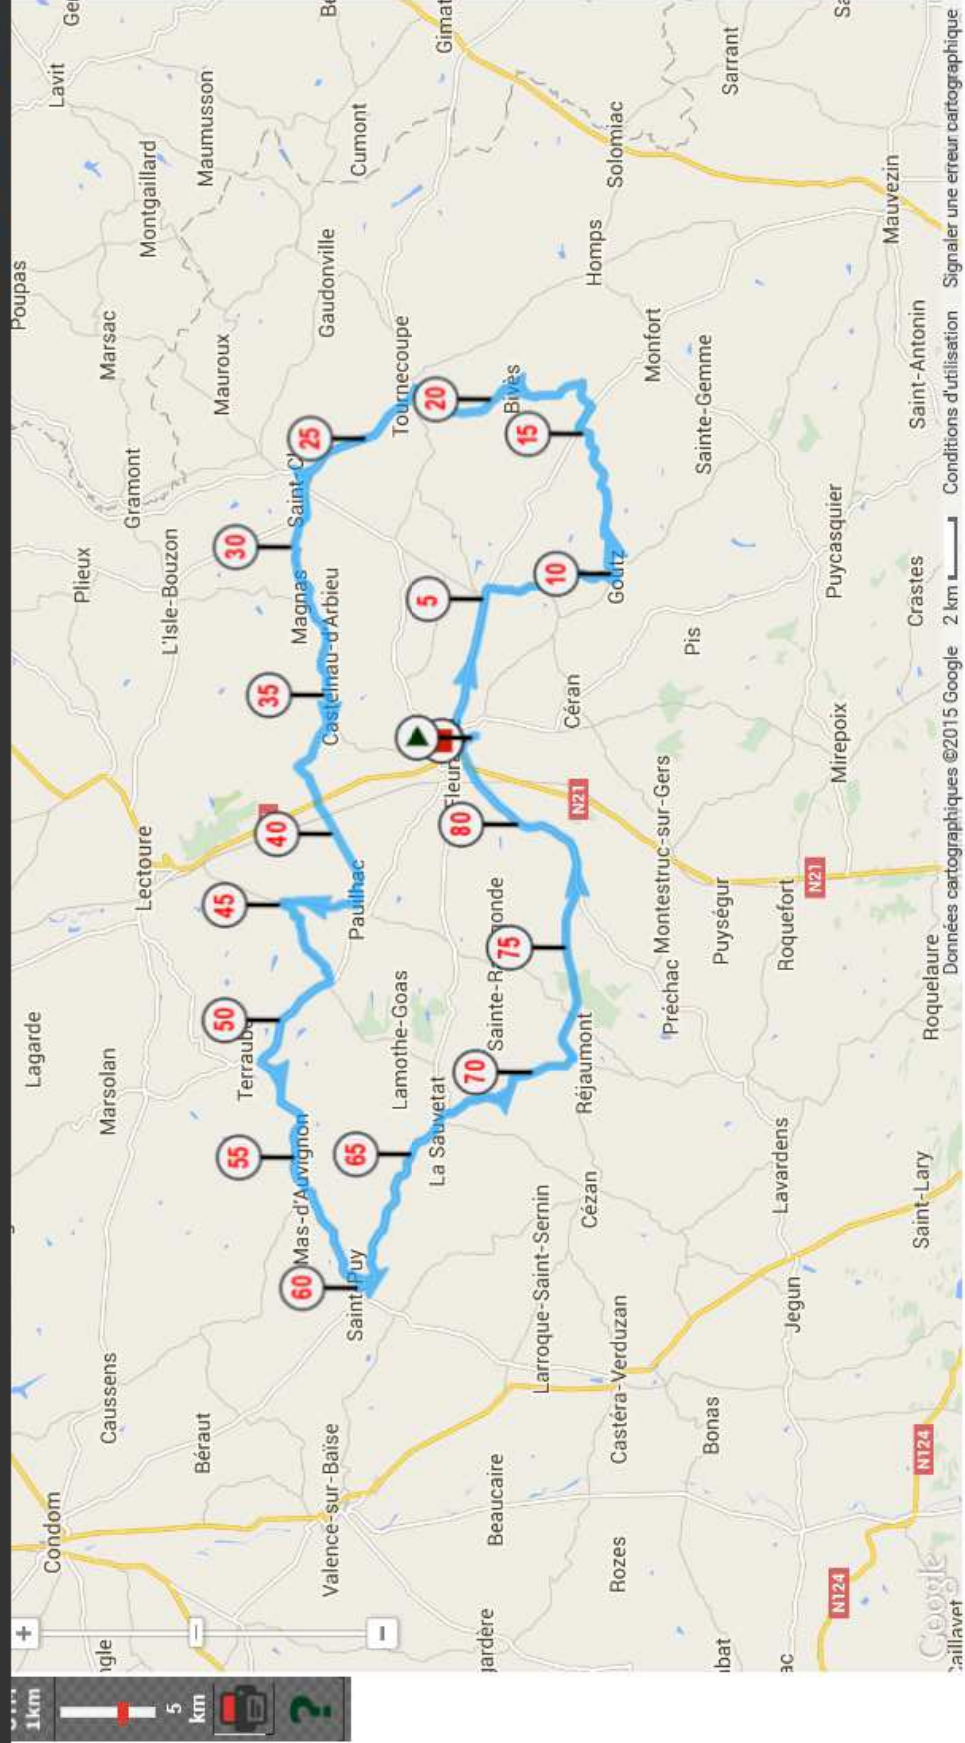 1km
5
km
Condom
Caussens
Marsolan
Lagarde
Plieux
Marsac
Poupas
Lavit
Béraut
Terraube
Lectoure
L'Isle-Bouzon
Gramont
Mauroux
Montgaillard
Maumusson
Valence-sur-Baïse
Mas-d'Auvignon
Castelnau-d'Arbieu
Magnas
Gaudonville
Cumont
Saint-Puy
La Sauvetat
Lamothe-Goas
Pauilhac
Tournecoupe
Beaucaire
Larroque-Saint-Sernin
Bivès
Rozes
Castéra-Verduzan
Cézan
Réjaumont
Céran
Goutz
Homps
Solomiac
Bonas
Préchac
Montestruc-sur-Gers
Pis
Sainte-Gemme
Monfort
Sarrant
Jegun
Lavardens
Roquefort
Puységur
Mirepoix
Puycasquier
Mauvezin
Saint-Lary
Roquelaure
Crastes
Saint-Antonin
N21
N21
N124
N124
5
10
15
20
25
30
35
40
45
50
55
60
65
70
75
80
Google
Données cartographiques ©2015 Google
2 km
Conditions d'utilisation
Signaler une erreur cartographique